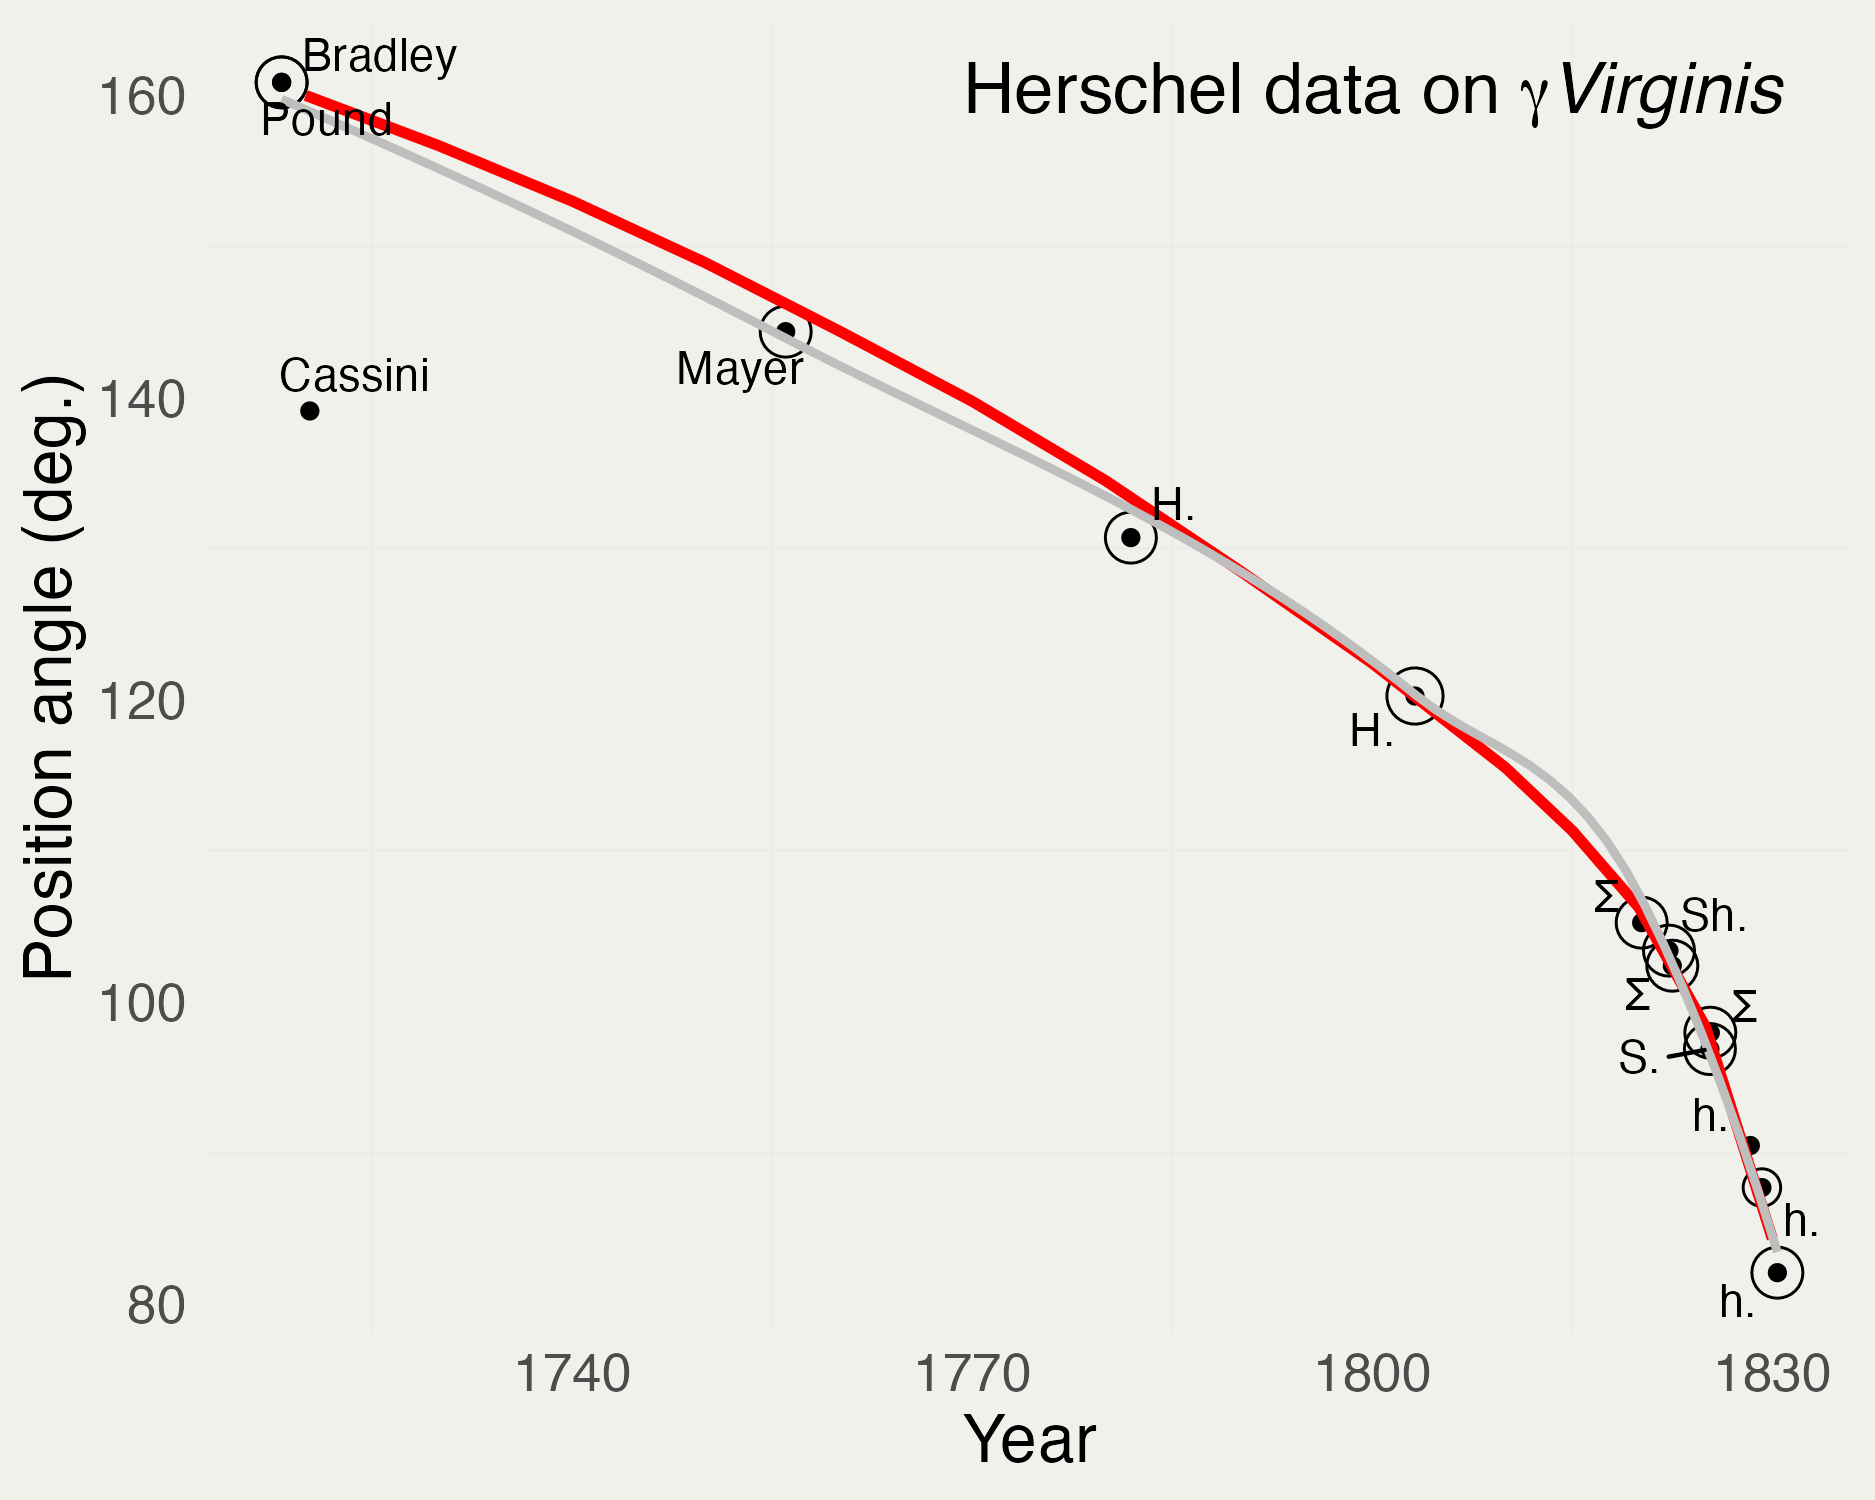 Herschel data on γ Virginis
Bradley
Pound
Cassini
Mayer
H.
H.
Σ
Sh.
Σ
Σ
S.
h.
h.
h.
160
140
120
100
80
Position angle (deg.)
1740
1770
1800
1830
Year